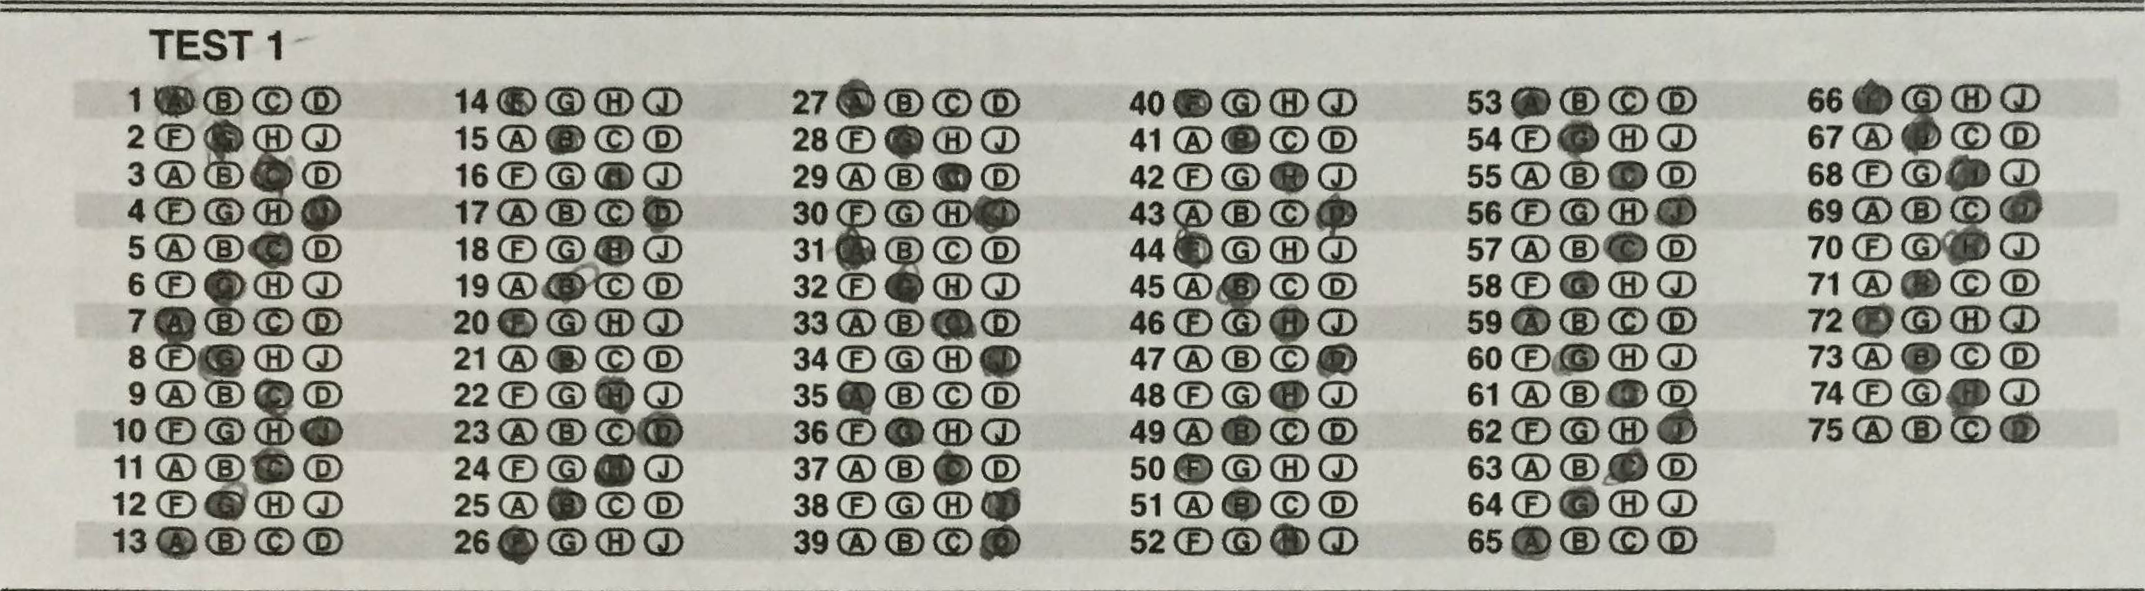 TEST 1
1 A B C D 14 F G H J 27 A B C D 40 F G H J 53 A B C D 66 F G H J
2 F G H J 15 A B C D 28 F G H J 41 A B C D 54 F G H J 67 A B C D
3 A B C D 16 F G H J 29 A B C D 42 F G H J 55 A B C D 68 F G H J
4 F G H J 17 A B C D 30 F G H J 43 A B C D 56 F G H J 69 A B C D
5 A B C D 18 F G H J 31 A B C D 44 F G H J 57 A B C D 70 F G H J
6 F G H J 19 A B C D 32 F G H J 45 A B C D 58 F G H J 71 A B C D
7 A B C D 20 F G H J 33 A B C D 46 F G H J 59 A B C D 72 F G H J
8 F G H J 21 A B C D 34 F G H J 47 A B C D 60 F G H J 73 A B C D
9 A B C D 22 F G H J 35 A B C D 48 F G H J 61 A B C D 74 F G H J
10 F G H J 23 A B C D 36 F G H J 49 A B C D 62 F G H J 75 A B C D
11 A B C D 24 F G H J 37 A B C D 50 F G H J 63 A B C D
12 F G H J 25 A B C D 38 F G H J 51 A B C D 64 F G H J
13 A B C D 26 F G H J 39 A B C D 52 F G H J 65 A B C D